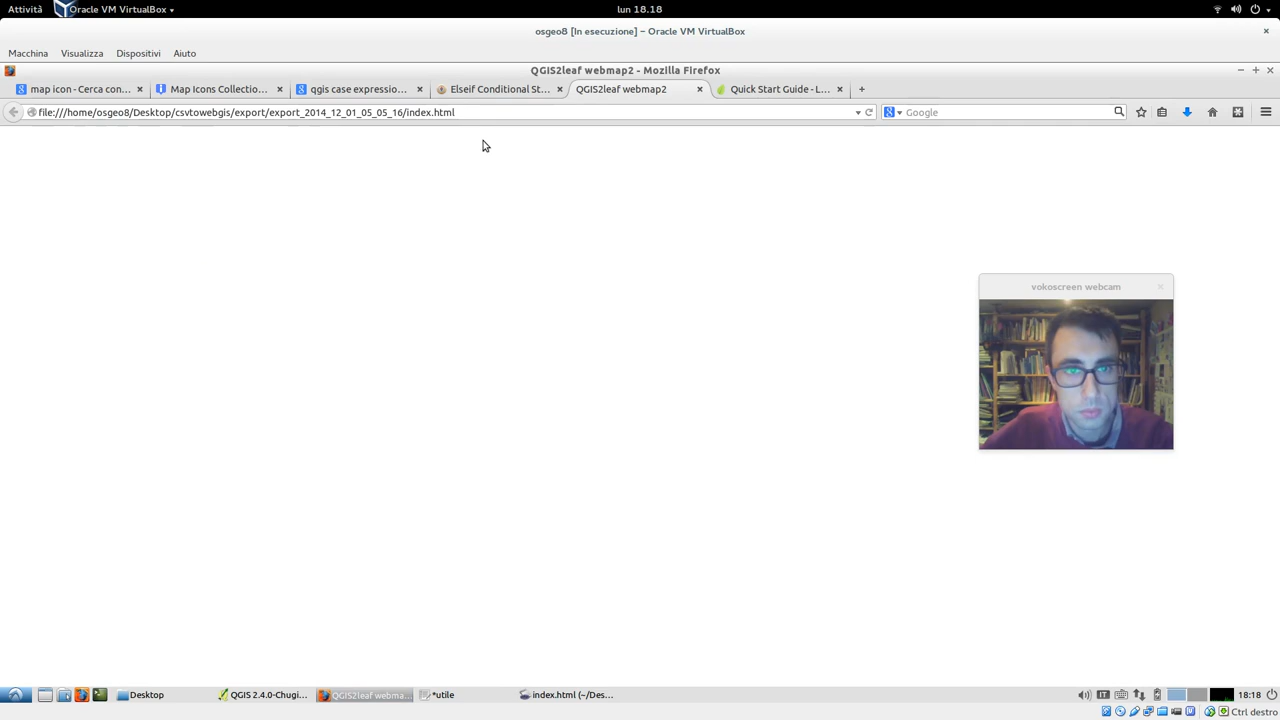 Attività Oracle VM VirtualBox lun 18.18
osgeo8 [In esecuzione] – Oracle VM VirtualBox
Macchina Visualizza Dispositivi Aiuto
QGIS2leaf webmap2 - Mozilla Firefox
map icon - Cerca con... Map Icons Collectio... qgis case expressio... Elseif Conditional St... QGIS2leaf webmap2 Quick Start Guide - L...
file:///home/osgeo8/Desktop/csvtowebgis/export/export_2014_12_01_05_05_16/index.html Google
vokoscreen webcam
Desktop QGIS 2.4.0-Chugi... QGIS2leaf webma... *utile index.html (~/Des... IT 18:18
Ctrl destro